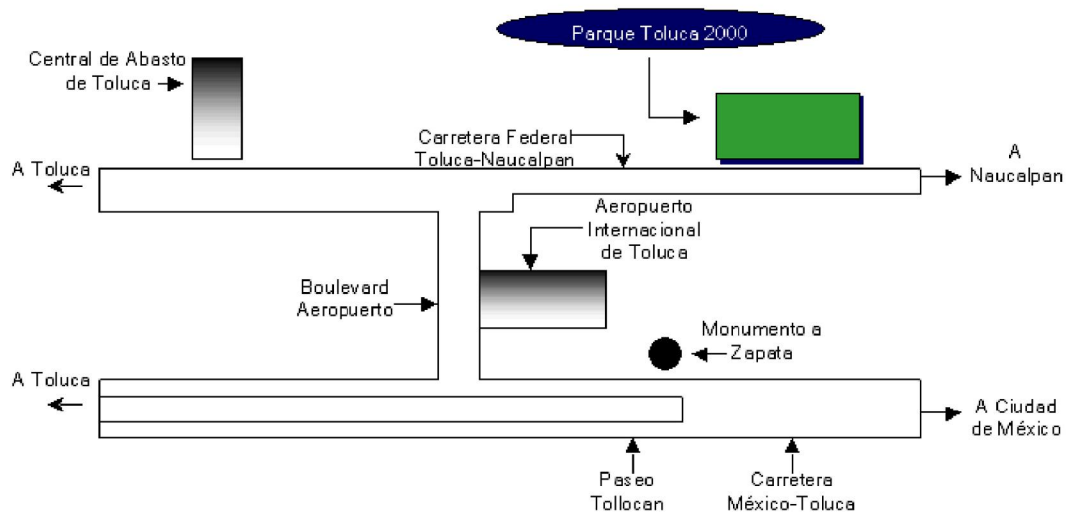 Parque Toluca 2000
Central de Abasto
de Toluca
Carretera Federal
Toluca-Naucalpan
A Toluca
A
Naucalpan
Aeropuerto
Internacional
de Toluca
Boulevard
Aeropuerto
Monumento a
Zapata
A Toluca
A Ciudad
de México
Paseo
Tollocan
Carretera
México-Toluca